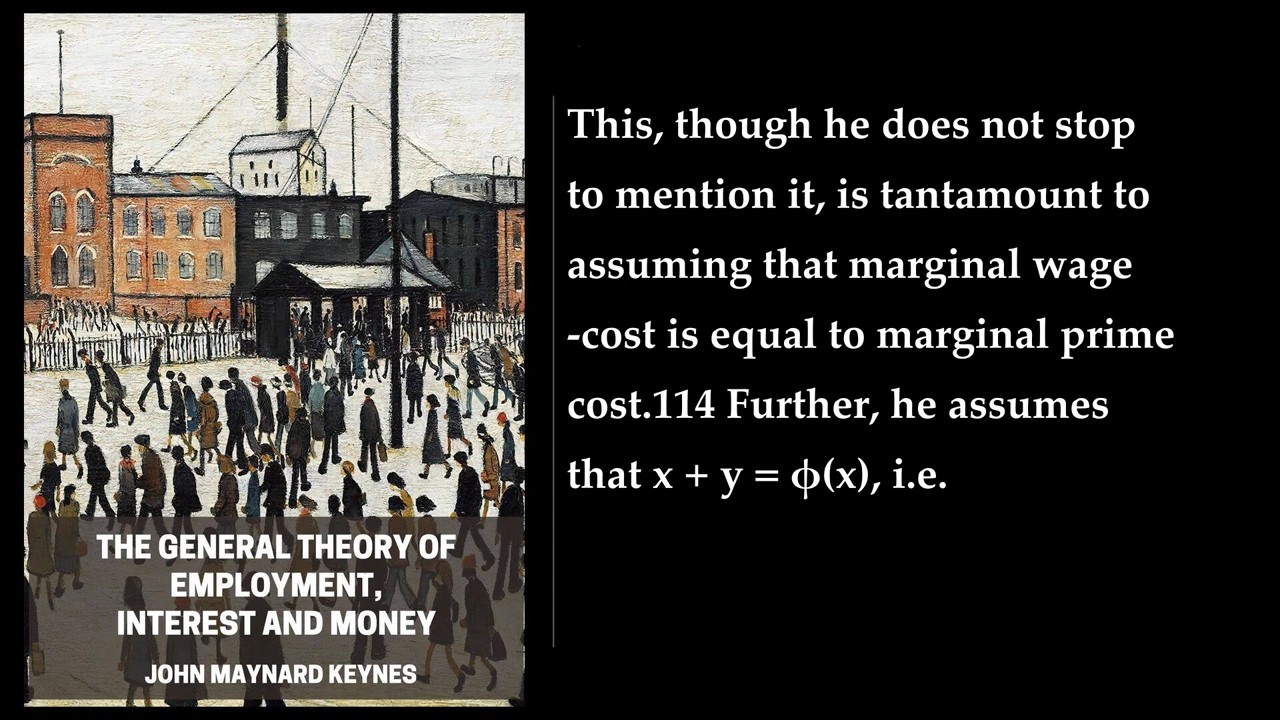 THE GENERAL THEORY OF
EMPLOYMENT,
INTEREST AND MONEY
JOHN MAYNARD KEYNES
This, though he does not stop
to mention it, is tantamount to
assuming that marginal wage
-cost is equal to marginal prime
cost.114 Further, he assumes
that x + y = ϕ(x), i.e.